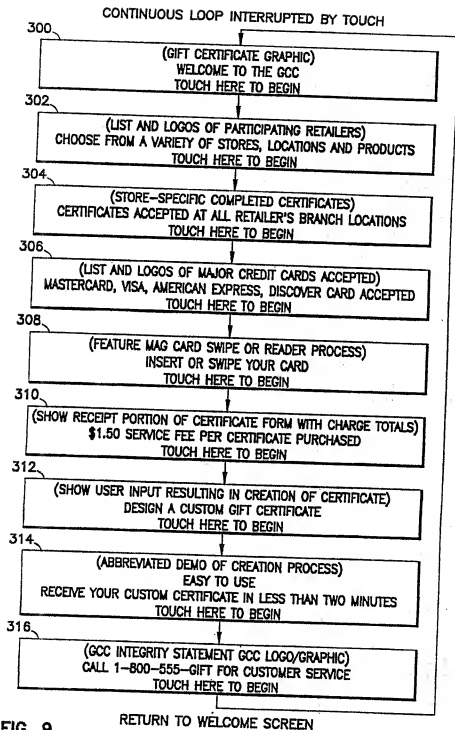 CONTINUOUS LOOP INTERRUPTED BY TOUCH
300
(GIFT CERTIFICATE GRAPHIC)
WELCOME TO THE GCC
TOUCH HERE TO BEGIN
302
(LIST AND LOGOS OF PARTICIPATING RETAILERS)
CHOOSE FROM A VARIETY OF STORES, LOCATIONS AND PRODUCTS
TOUCH HERE TO BEGIN
304
(STORE-SPECIFIC COMPLETED CERTIFICATES)
CERTIFICATES ACCEPTED AT ALL RETAILER'S BRANCH LOCATIONS
TOUCH HERE TO BEGIN
306
(LIST AND LOGOS OF MAJOR CREDIT CARDS ACCEPTED)
MASTERCARD, VISA, AMERICAN EXPRESS, DISCOVER CARD ACCEPTED
TOUCH HERE TO BEGIN
308
(FEATURE MAG CARD SWIPE OR READER PROCESS)
INSERT OR SWIPE YOUR CARD
TOUCH HERE TO BEGIN
310
(SHOW RECEIPT PORTION OF CERTIFICATE FORM WITH CHARGE TOTALS)
$1.50 SERVICE FEE PER CERTIFICATE PURCHASED
TOUCH HERE TO BEGIN
312
(SHOW USER INPUT RESULTING IN CREATION OF CERTIFICATE)
DESIGN A CUSTOM GIFT CERTIFICATE
TOUCH HERE TO BEGIN
314
(ABBREVIATED DEMO OF CREATION PROCESS)
EASY TO USE
RECEIVE YOUR CUSTOM CERTIFICATE IN LESS THAN TWO MINUTES
TOUCH HERE TO BEGIN
316
(GCC INTEGRITY STATEMENT GCC LOGO/GRAPHIC)
CALL 1-800-555-GIFT FOR CUSTOMER SERVICE
TOUCH HERE TO BEGIN
RETURN TO WELCOME SCREEN
FIG. 9